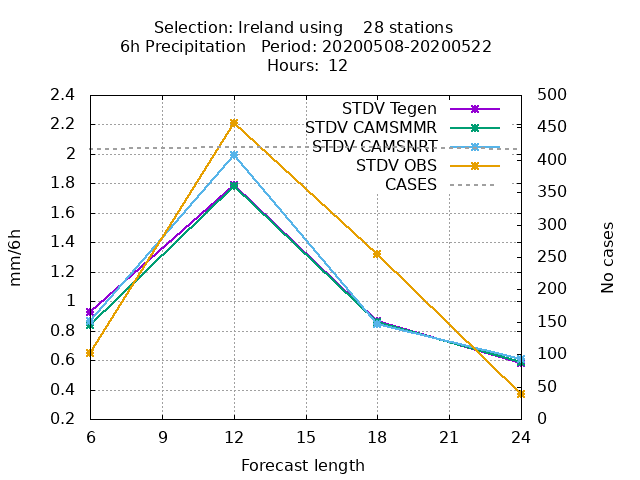 Selection: Ireland using    28 stations
6h Precipitation   Period: 20200508-20200522
Hours: 12
STDV Tegen
STDV CAMSMMR
STDV CAMSNRT
STDV OBS
CASES
2.4
2.2
2
1.8
1.6
1.4
1.2
1
0.8
0.6
0.4
0.2
mm/6h
500
450
400
350
300
250
200
150
100
50
0
No cases
6 9 12 15 18 21 24
Forecast length